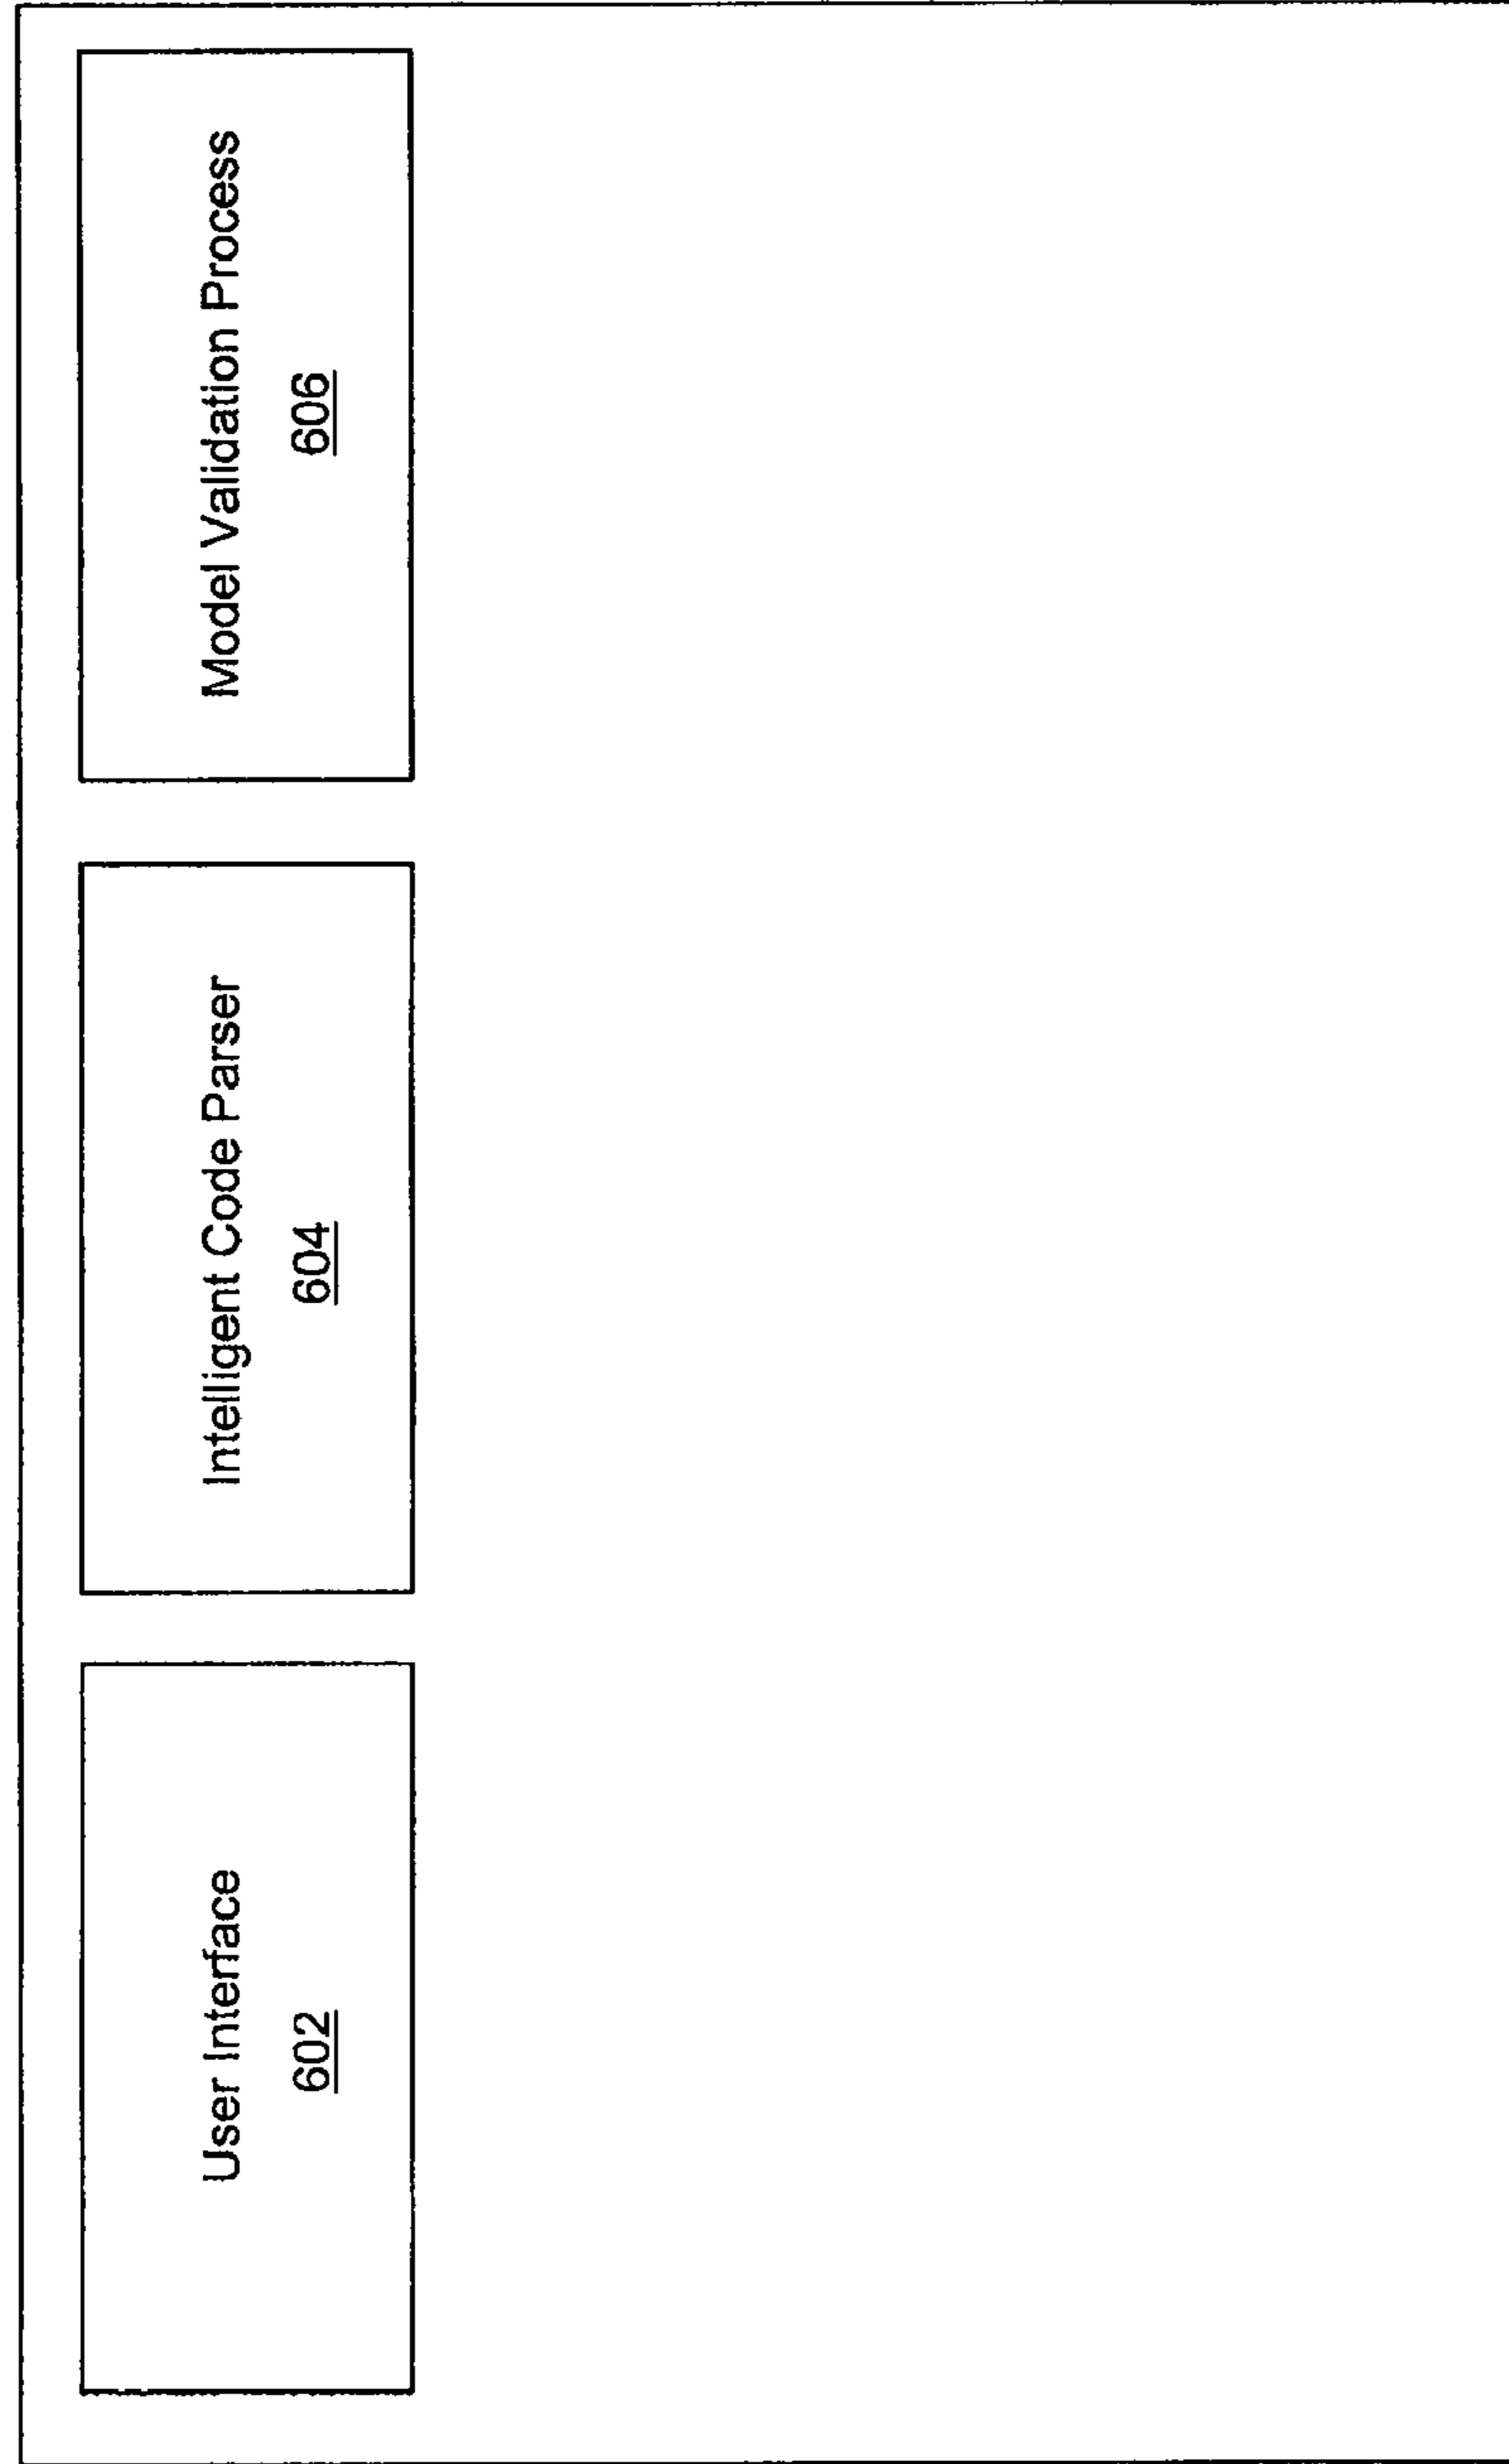 User Interface
602
Intelligent Code Parser
604
Model Validation Process
606